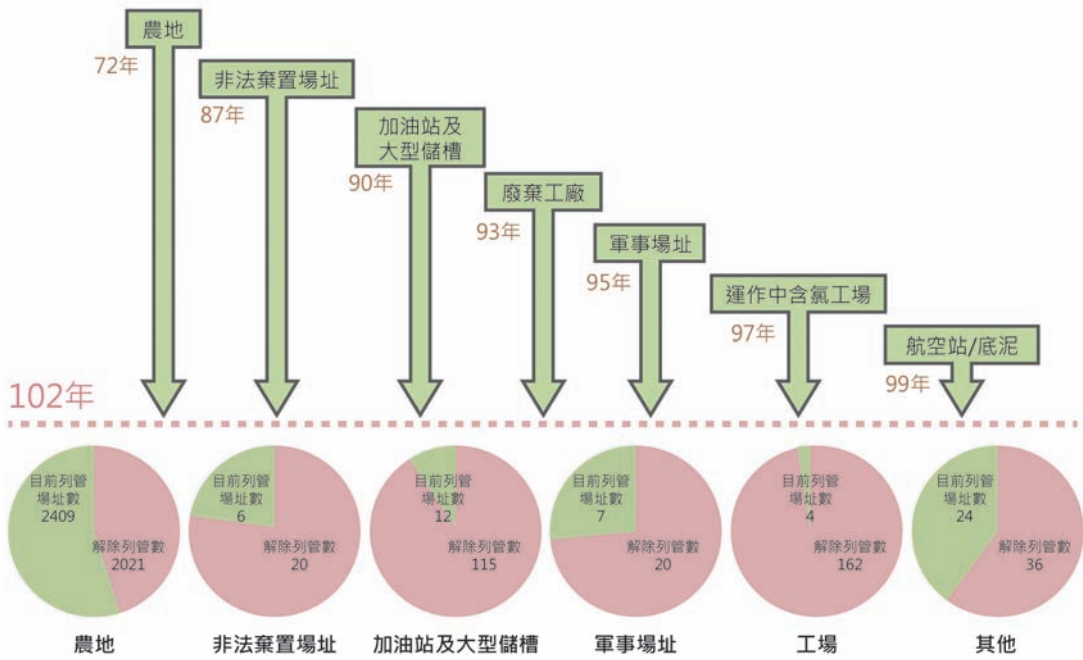 農地
72年
非法棄置場址
87年
加油站及
大型儲槽
90年
廢棄工廠
93年
軍事場址
95年
運作中含氯工場
97年
航空站/底泥
99年
102年
目前列管
場址數
2409
解除列管數
2021
農地
目前列管
場址數
6
解除列管數
20
非法棄置場址
目前列管
場址數
12
解除列管數
115
加油站及大型儲槽
目前列管
場址數
7
解除列管數
20
軍事場址
目前列管
場址數
4
解除列管數
162
工場
目前列管
場址數
24
解除列管數
36
其他